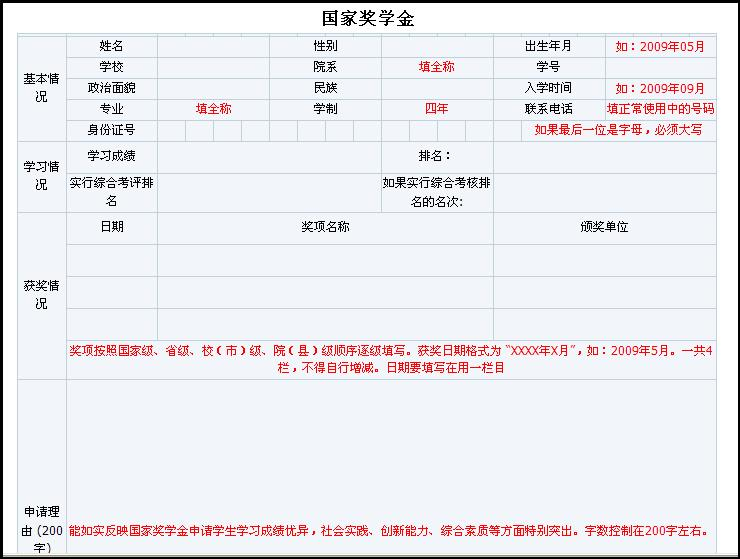 国家奖学金
基本情况
姓名 性别 出生年月 如：2009年05月
学校 院系 填全称 学号
政治面貌 民族 入学时间 如：2009年09月
专业 填全称 学制 四年 联系电话 填正常使用中的号码
身份证号 如果最后一位是字母，必须大写
学习情况
学习成绩 排名：
实行综合考评排名 如果实行综合考核排名的名次:
获奖情况
日期 奖项名称 颁奖单位
奖项按照国家级、省级、校（市）级、院（县）级顺序逐级填写。获奖日期格式为 “XXXX年X月”，如：2009年5月。一共4
栏，不得自行增减。日期要填写在用一栏目
申请理由 (200字)
能如实反映国家奖学金申请学生学习成绩优异，社会实践、创新能力、综合素质等方面特别突出。字数控制在200字左右。